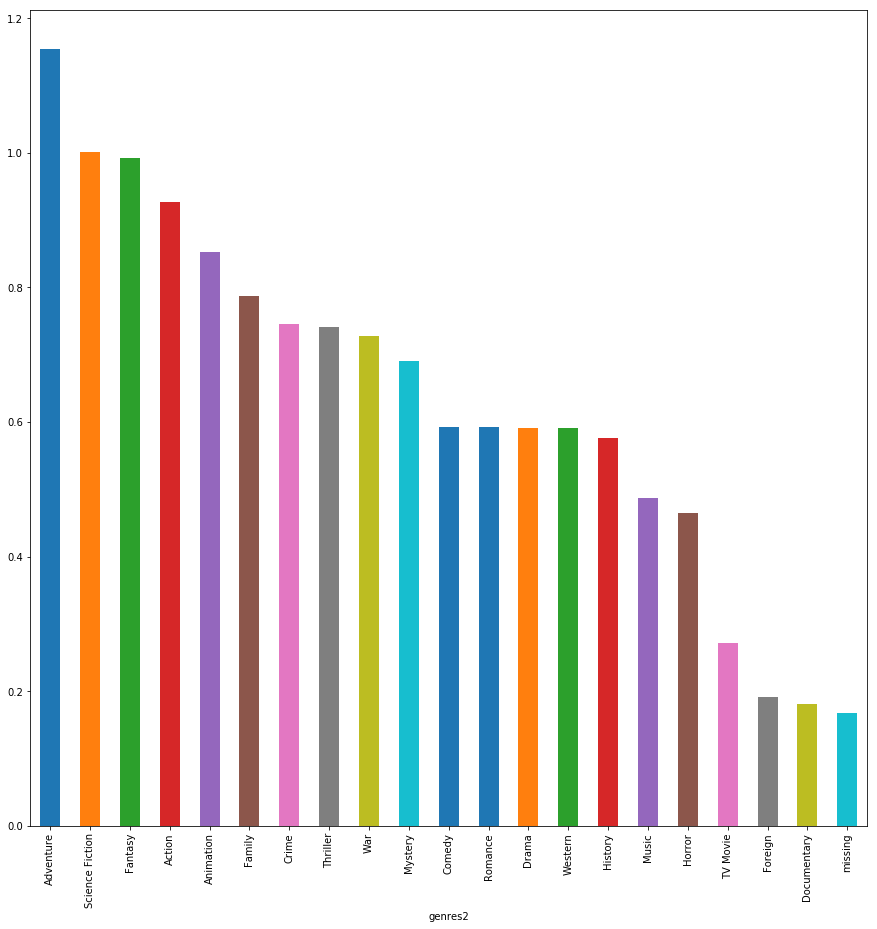 1.2
1.0
0.8
0.6
0.4
0.2
0.0
Adventure
Science Fiction
Fantasy
Action
Animation
Family
Crime
Thriller
War
Mystery
Comedy
Romance
Drama
Western
History
Music
Horror
TV Movie
Foreign
Documentary
missing
genres2